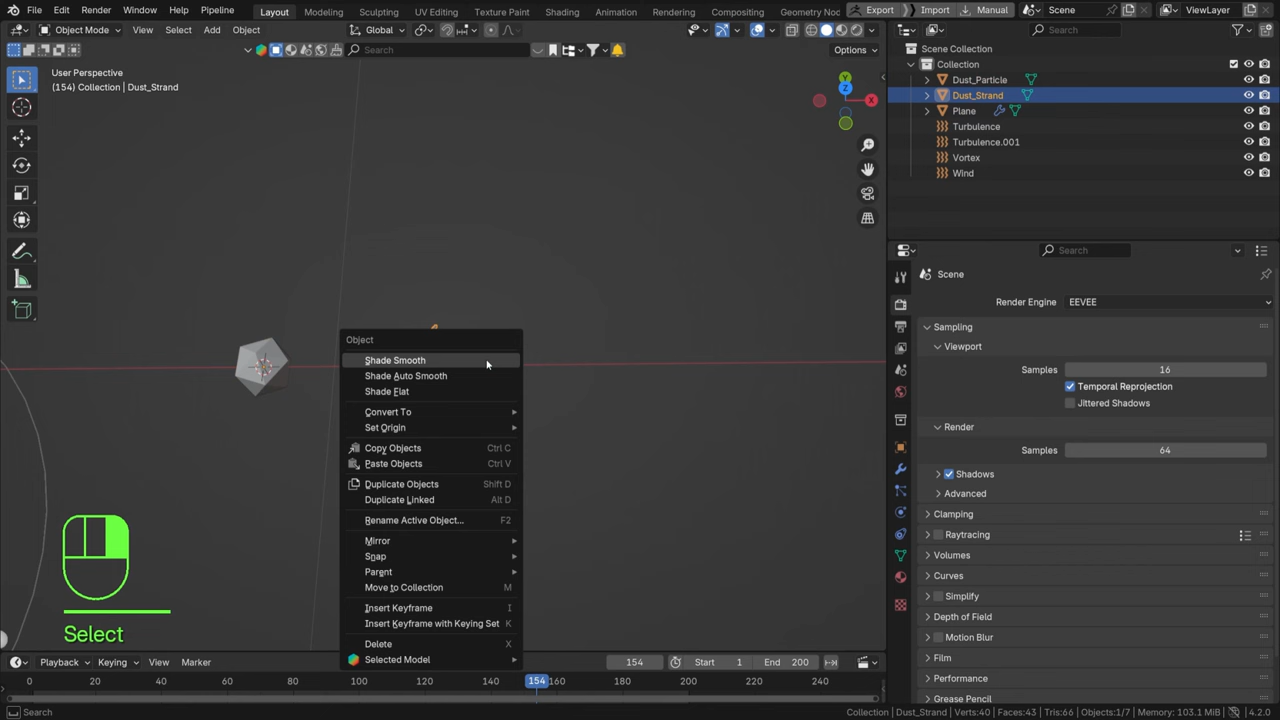 File Edit Render Window Help Pipeline
Layout Modeling Sculpting UV Editing Texture Paint Shading Animation Rendering Compositing Geometry Noc
Export Import Manual Scene ViewLayer
Object Mode View Select Add Object
Global
Search
Options
User Perspective
(154) Collection | Dust_Strand
Y
Z
X
Object
Shade Smooth
Shade Auto Smooth
Shade Flat
Convert To
Set Origin
Copy Objects Ctrl C
Paste Objects Ctrl V
Duplicate Objects Shift D
Duplicate Linked Alt D
Rename Active Object... F2
Mirror
Snap
Parent
Move to Collection M
Insert Keyframe I
Insert Keyframe with Keying Set K
Delete X
Selected Model
Select
Search
Scene Collection
Collection
Dust_Particle
Dust_Strand
Plane
Turbulence
Turbulence.001
Vortex
Wind
Search
Scene
Render Engine EEVEE
Sampling
Viewport
Samples 16
Temporal Reprojection
Jittered Shadows
Render
Samples 64
Shadows
Advanced
Clamping
Raytracing
Volumes
Curves
Simplify
Depth of Field
Motion Blur
Film
Performance
Grease Pencil
Playback Keying View Marker
154 Start 1 End 200
0 20 40 60 80 100 120 140 154 160 180 200 220 240
Search
Collection | Dust_Strand | Verts:40 | Faces:43 | Tris:66 | Objects:1/7 | Memory: 103.1 MiB | 4.2.0